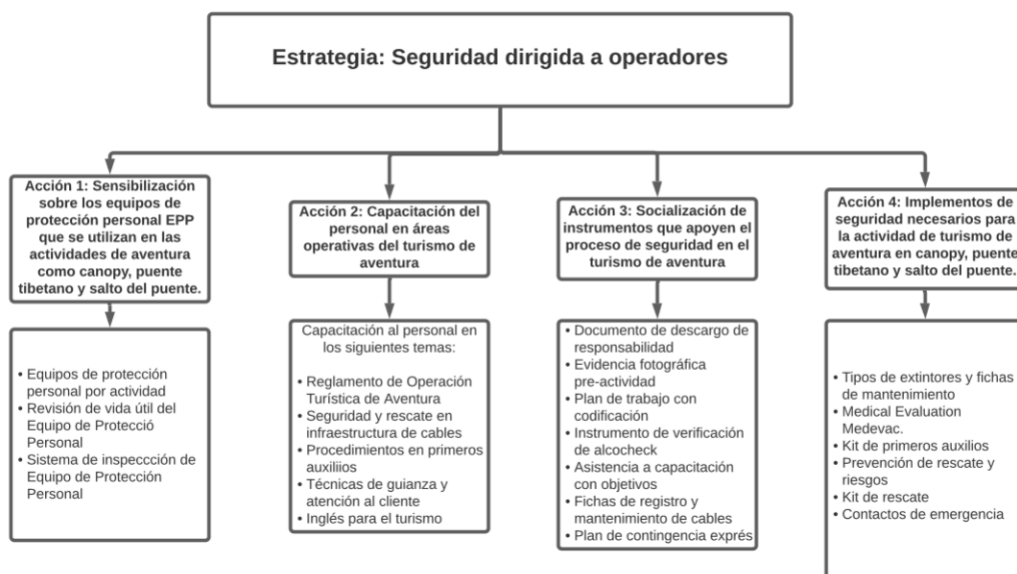 Estrategia: Seguridad dirigida a operadores
Acción 1: Sensibilización
sobre los equipos de
protección personal EPP
que se utilizan en las
actividades de aventura
como canopy, puente
tibetano y salto del puente.
Acción 2: Capacitación del
personal en áreas
operativas del turismo de
aventura
Acción 3: Socialización de
instrumentos que apoyen el
proceso de seguridad en el
turismo de aventura
Acción 4: Implementos de
seguridad necesarios para
la actividad de turismo de
aventura en canopy, puente
tibetano y salto del puente.
• Equipos de protección
personal por actividad
• Revisión de vida útil del
Equipo de Protecció
Personal
• Sistema de inspeccción de
Equipo de Protección
Personal
Capacitación al personal en
los siguientes temas:
• Reglamento de Operación
Turística de Aventura
• Seguridad y rescate en
infraestructura de cables
• Procedimientos en primeros
auxiliios
• Técnicas de guianza y
atención al cliente
• Inglés para el turismo
• Documento de descargo de
responsabilidad
• Evidencia fotográfica
pre-actividad
• Plan de trabajo con
codificación
• Instrumento de verificación
de alcocheck
• Asistencia a capacitación
con objetivos
• Fichas de registro y
mantenimiento de cables
• Plan de contingencia exprés
• Tipos de extintores y fichas
de mantenimiento
• Medical Evaluation
Medevac.
• Kit de primeros auxilios
• Prevención de rescate y
riesgos
• Kit de rescate
• Contactos de emergencia